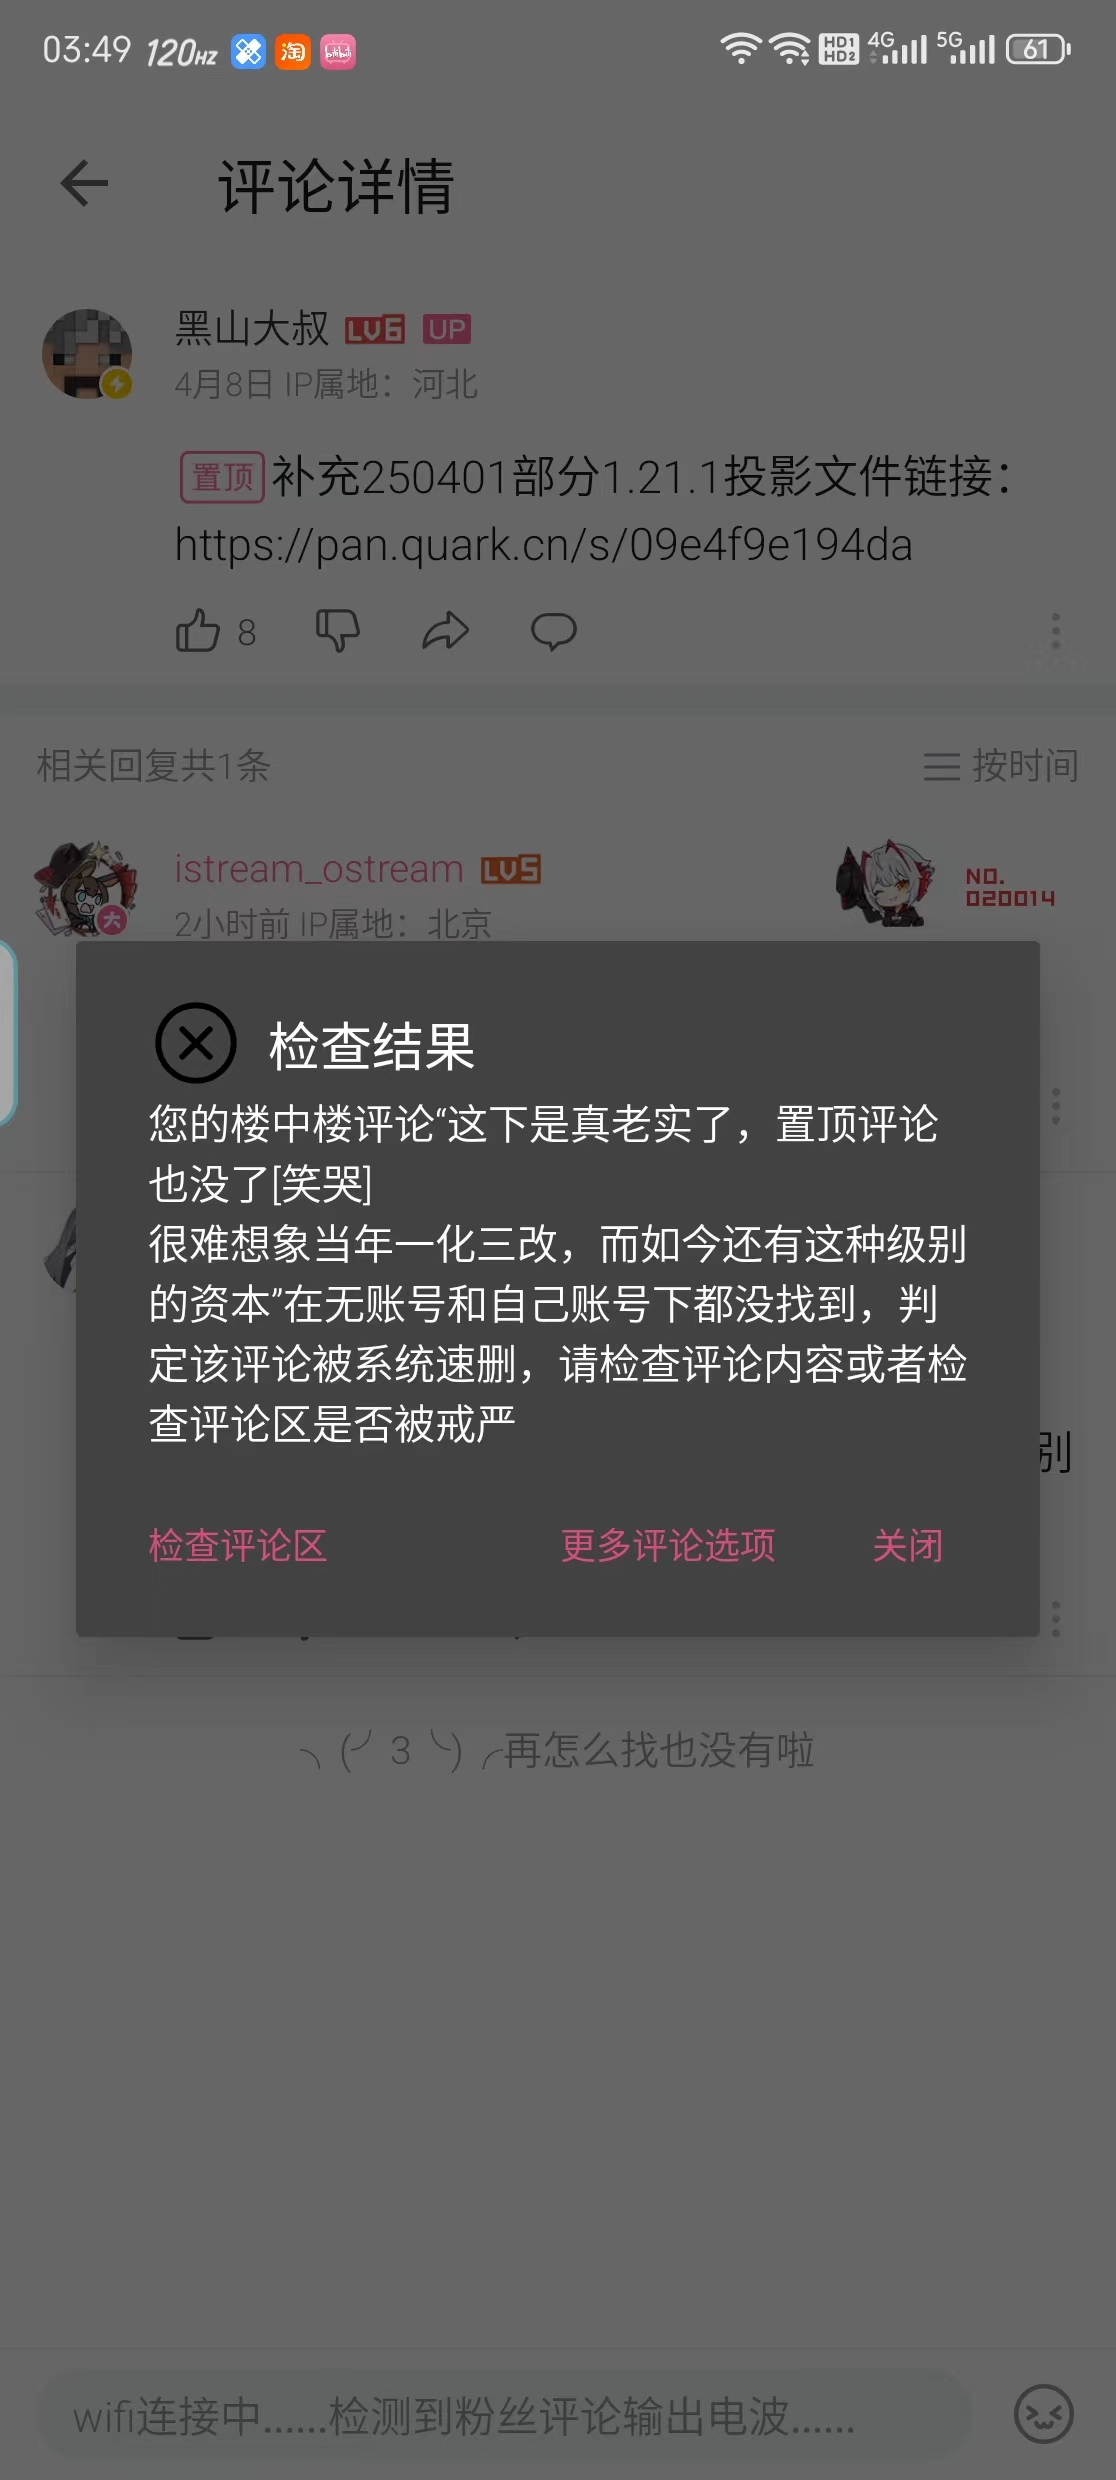 03:49 120HZ 淘 bilibili HD1 HD2 4G 5G 61
评论详情
黑山大叔 LV6 UP
4月8日 IP属地：河北
置顶 补充250401部分1.21.1投影文件链接：
https://pan.quark.cn/s/09e4f9e194da
8
相关回复共1条 按时间
istream_ostream LV5 NO.
020014
大
2小时前 IP属地：北京
检查结果
您的楼中楼评论“这下是真老实了，置顶评论
也没了[笑哭]
很难想象当年一化三改，而如今还有这种级别
的资本”在无账号和自己账号下都没找到，判
定该评论被系统速删，请检查评论内容或者检
查评论区是否被戒严
别
检查评论区 更多评论选项 关闭
╮(╯3╰)╭再怎么找也没有啦
wifi连接中......检测到粉丝评论输出电波......